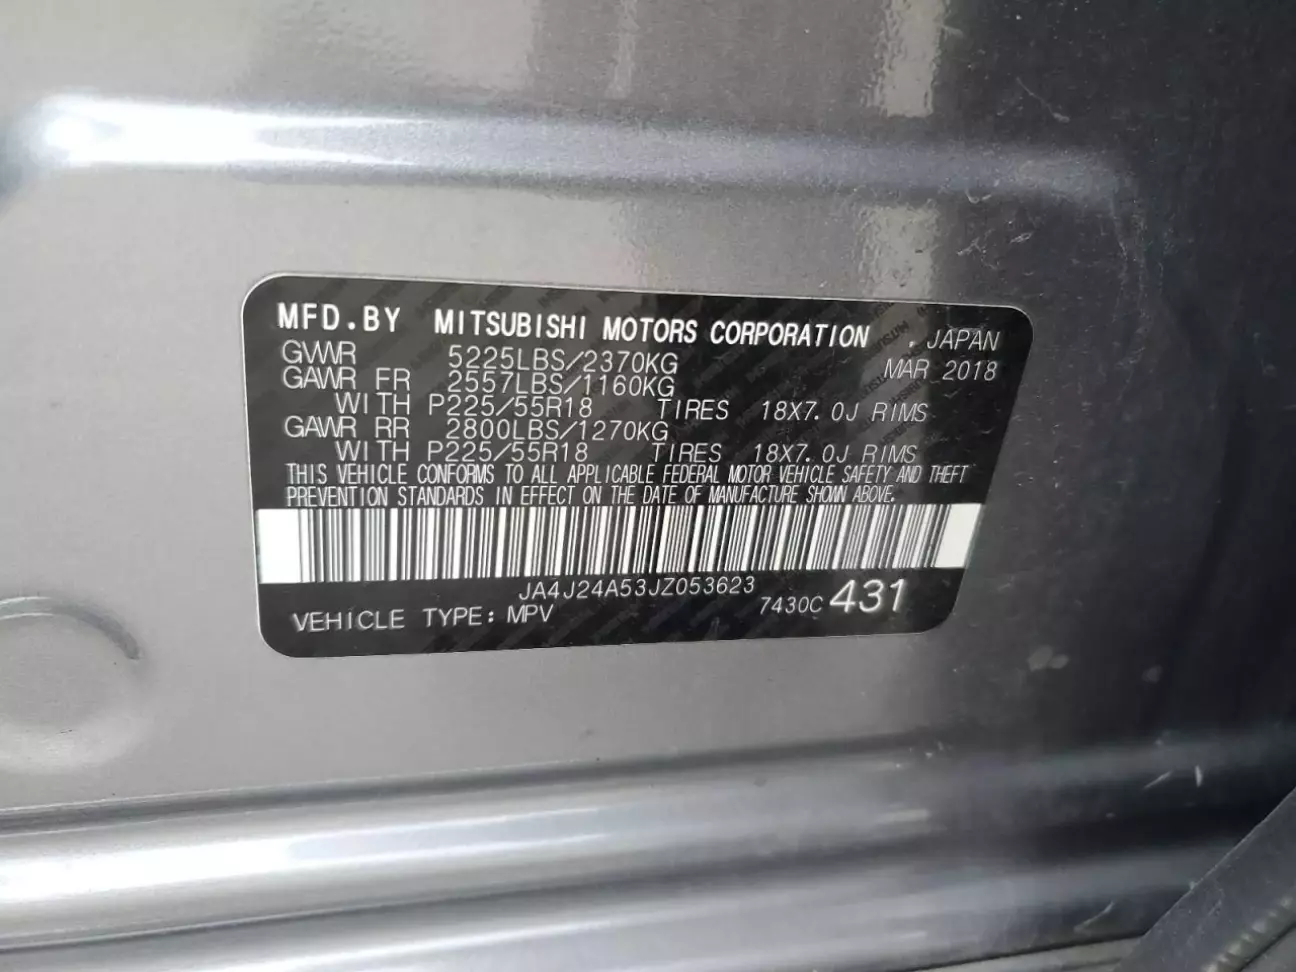 MFD.BY MITSUBISHI MOTORS CORPORATION , JAPAN
GVWR 5225LBS/2370KG MAR 2018
GAWR FR 2557LBS/1160KG
WITH P225/55R18 TIRES 18X7.0J RIMS
GAWR RR 2800LBS/1270KG
WITH P225/55R18 TIRES 18X7.0J RIMS
THIS VEHICLE CONFORMS TO ALL APPLICABLE FEDERAL MOTOR VEHICLE SAFETY AND THEFT
PREVENTION STANDARDS IN EFFECT ON THE DATE OF MANUFACTURE SHOWN ABOVE.
JA4J24A53JZ053623
VEHICLE TYPE: MPV 7430C 431